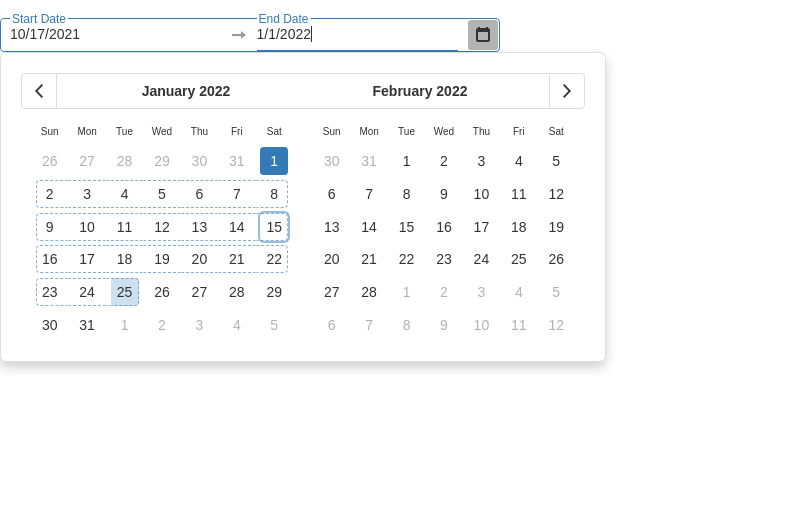 Start Date End Date
10/17/2021 1/1/2022
January 2022 February 2022
Sun Mon Tue Wed Thu Fri Sat Sun Mon Tue Wed Thu Fri Sat
26 27 28 29 30 31 1 30 31 1 2 3 4 5
2 3 4 5 6 7 8 6 7 8 9 10 11 12
9 10 11 12 13 14 15 13 14 15 16 17 18 19
16 17 18 19 20 21 22 20 21 22 23 24 25 26
23 24 25 26 27 28 29 27 28 1 2 3 4 5
30 31 1 2 3 4 5 6 7 8 9 10 11 12